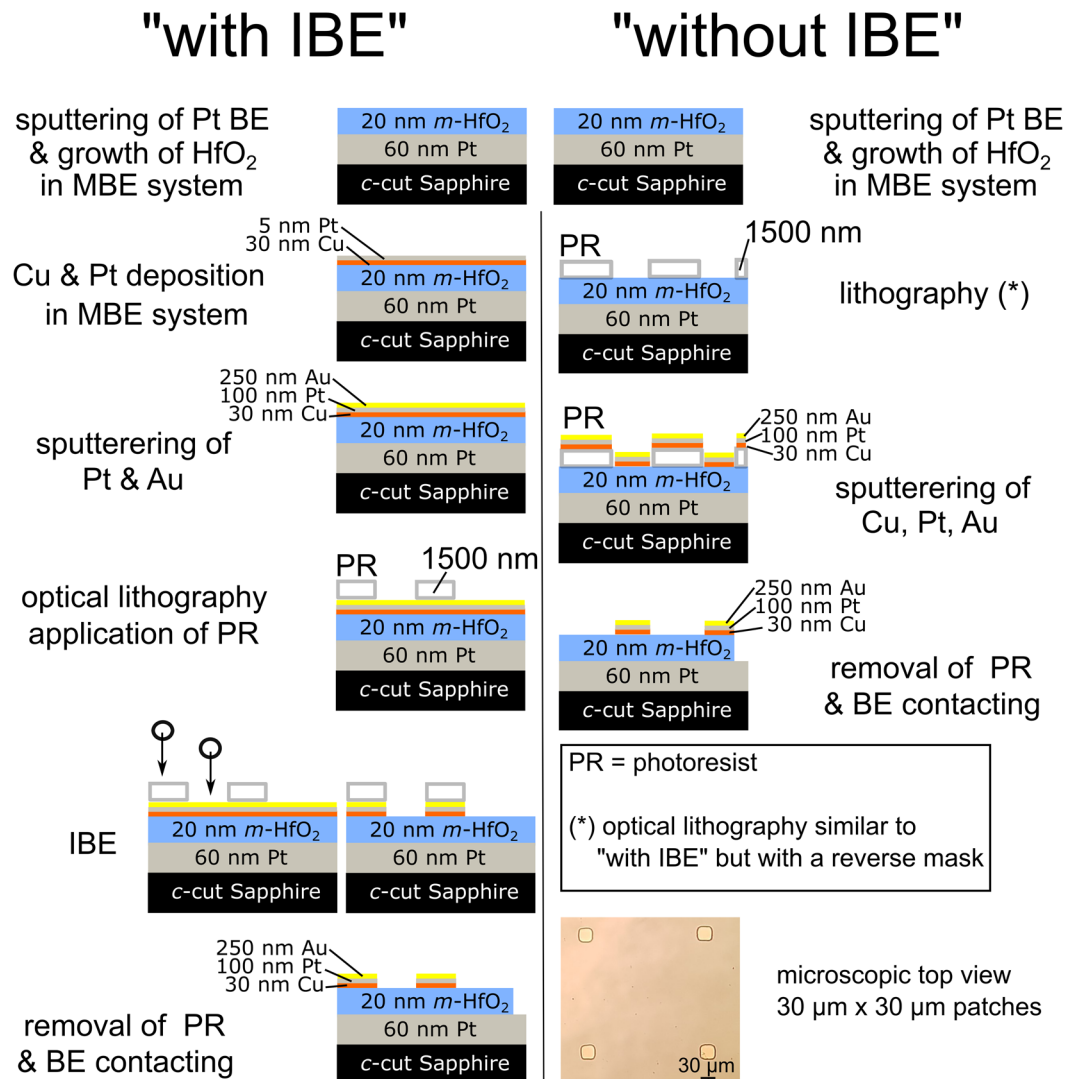 "with IBE"
"without IBE"
sputtering of Pt BE
& growth of HfO₂
in MBE system
20 nm m-HfO₂
60 nm Pt
c-cut Sapphire
20 nm m-HfO₂
60 nm Pt
c-cut Sapphire
sputtering of Pt BE
& growth of HfO₂
in MBE system
Cu & Pt deposition
in MBE system
5 nm Pt
30 nm Cu
20 nm m-HfO₂
60 nm Pt
c-cut Sapphire
sputterering of
Pt & Au
250 nm Au
100 nm Pt
30 nm Cu
20 nm m-HfO₂
60 nm Pt
c-cut Sapphire
optical lithography
application of PR
PR
1500 nm
20 nm m-HfO₂
60 nm Pt
c-cut Sapphire
IBE
20 nm m-HfO₂
60 nm Pt
c-cut Sapphire
20 nm m-HfO₂
60 nm Pt
c-cut Sapphire
removal of PR
& BE contacting
250 nm Au
100 nm Pt
30 nm Cu
20 nm m-HfO₂
60 nm Pt
c-cut Sapphire
PR
1500 nm
20 nm m-HfO₂
60 nm Pt
c-cut Sapphire
lithography (*)
PR
250 nm Au
100 nm Pt
30 nm Cu
20 nm m-HfO₂
60 nm Pt
c-cut Sapphire
sputterering of
Cu, Pt, Au
250 nm Au
100 nm Pt
30 nm Cu
20 nm m-HfO₂
60 nm Pt
c-cut Sapphire
removal of PR
& BE contacting
PR = photoresist
(*) optical lithography similar to
"with IBE" but with a reverse mask
30 µm
microscopic top view
30 µm x 30 µm patches